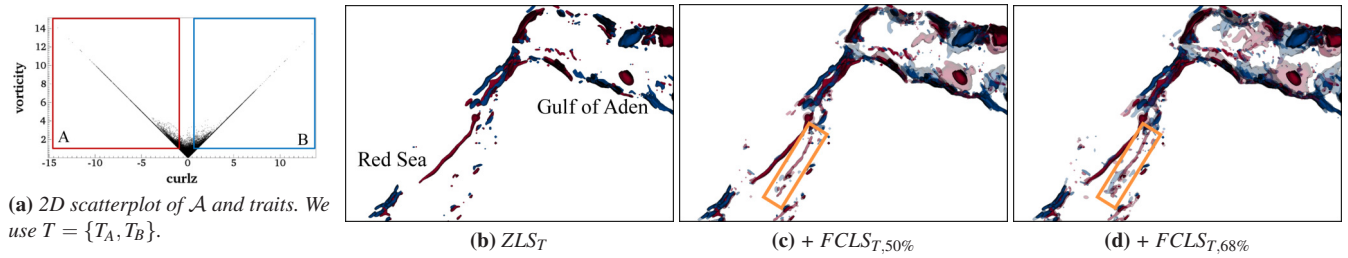 14
12
10
8
6
4
2
vorticity
A
B
-15 -10 -5 0 5 10
curlz
(a) 2D scatterplot of 𝒜 and traits. We
use T = {T_A, T_B}.
Gulf of Aden
Red Sea
(b) ZLS_T
(c) + FCLS_{T,50%}
(d) + FCLS_{T,68%}